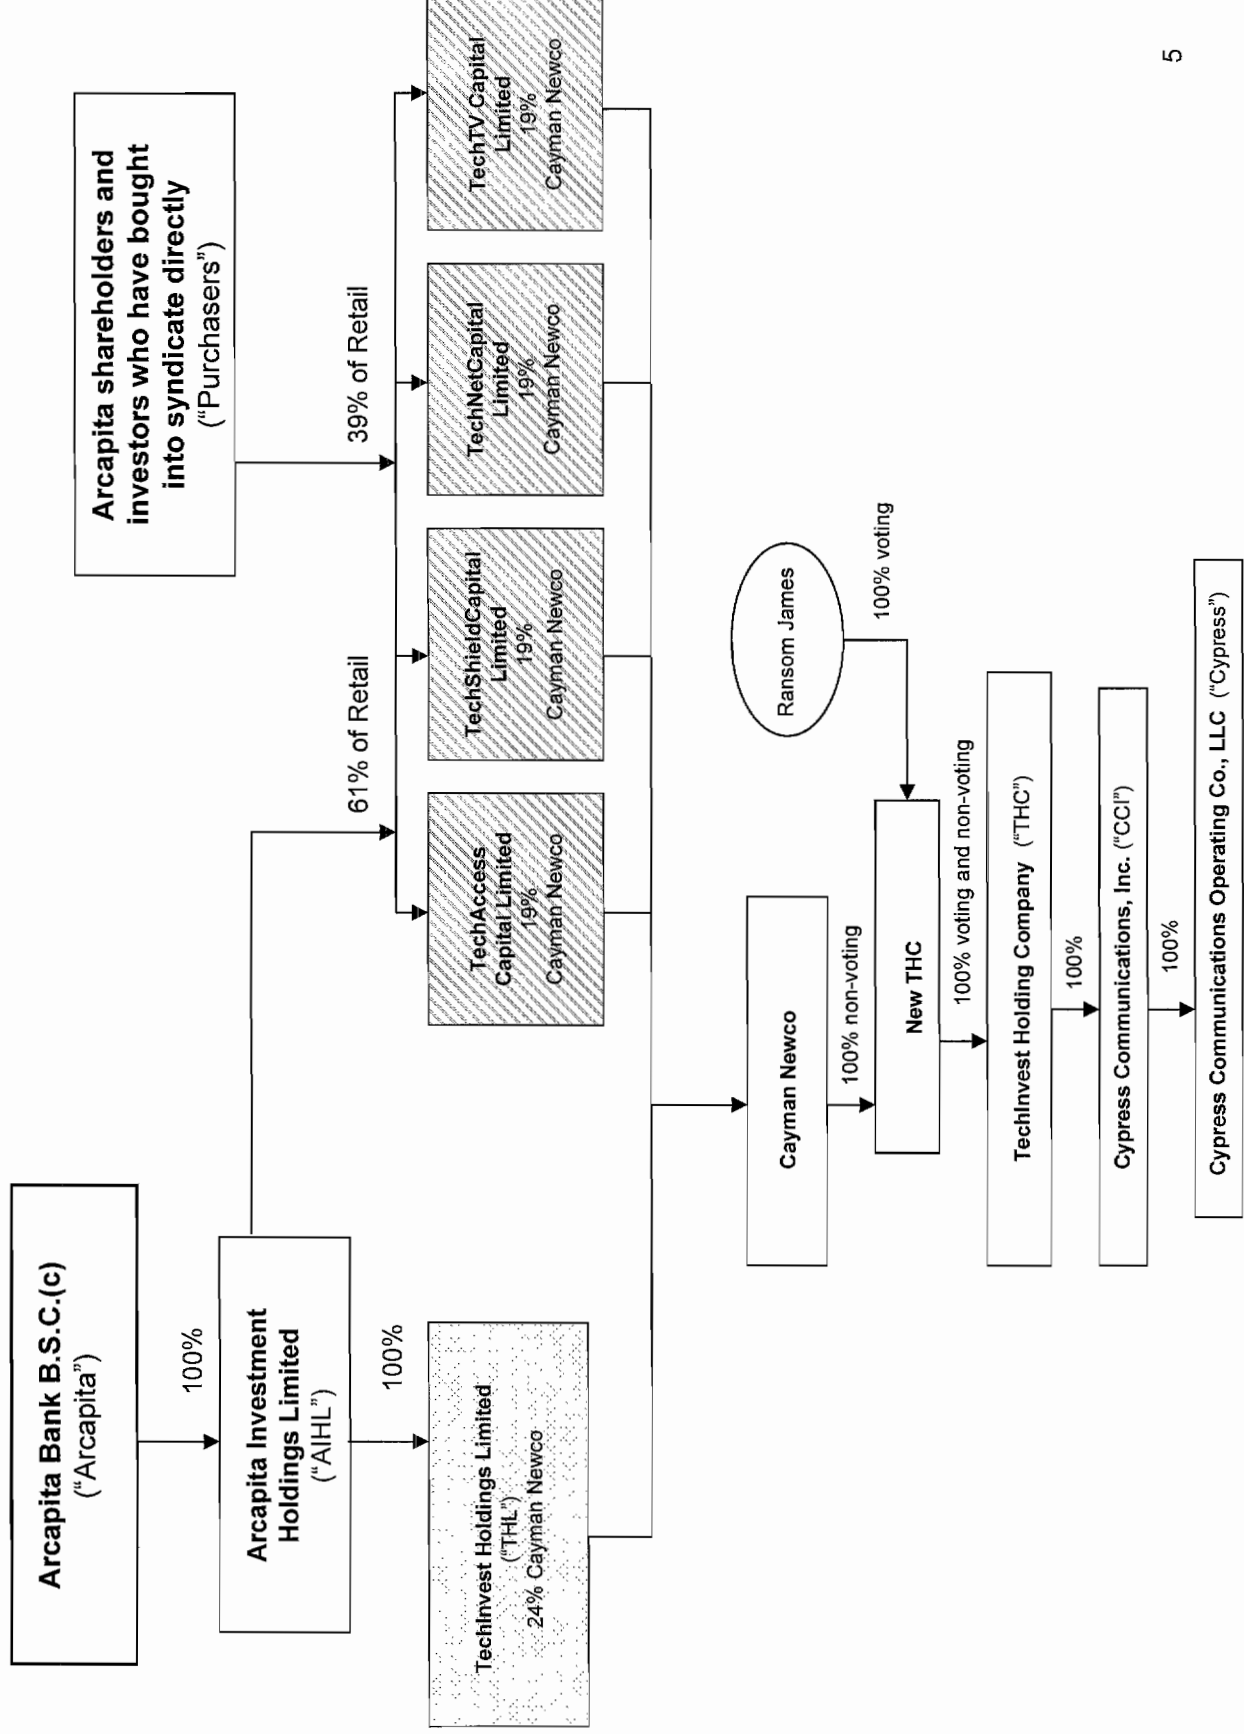 Arcapita Bank B.S.C.(c)
("Arcapita")
Arcapita shareholders and
investors who have bought
into syndicate directly
("Purchasers")
100%
Arcapita Investment
Holdings Limited
("AIHL")
100%
61% of Retail
39% of Retail
TechInvest Holdings Limited
("THL")
24% Cayman Newco
TechAccess
Capital Limited
19%
Cayman Newco
TechShieldCapital
Limited
19%
Cayman Newco
TechNetCapital
Limited
19%
Cayman Newco
TechTV Capital
Limited
19%
Cayman Newco
Cayman Newco
100% non-voting
Ransom James
100% voting
New THC
100% voting and non-voting
TechInvest Holding Company ("THC")
100%
Cypress Communications, Inc. ("CCI")
100%
Cypress Communications Operating Co., LLC ("Cypress")
5